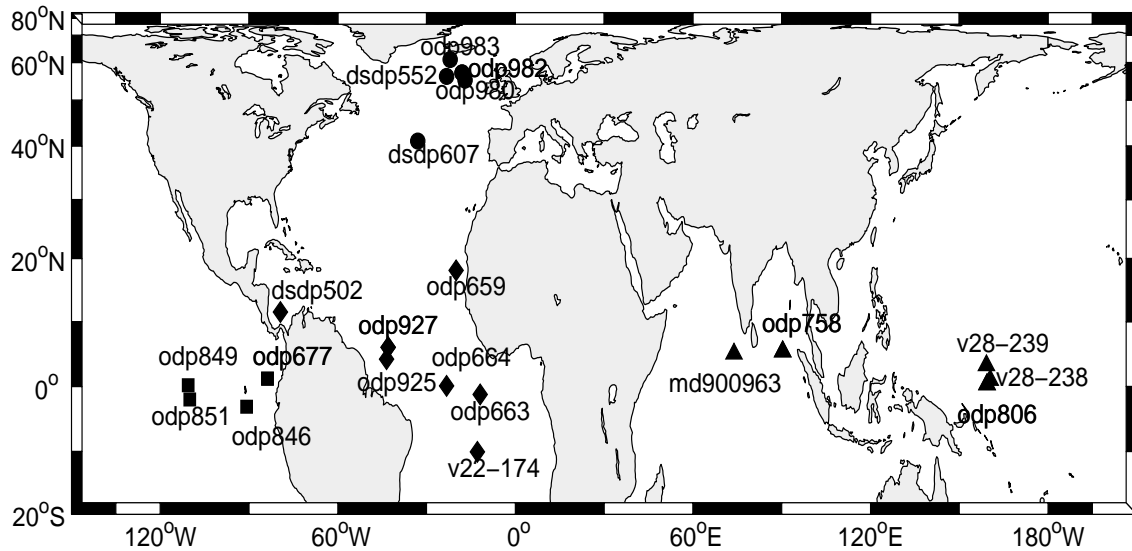 80°N
60°N
40°N
20°N
0°
20°S
odp983
dsdp552
odp982
odp980
dsdp607
odp659
dsdp502
odp927
odp758
odp849
odp677
odp664
v28−239
odp925
md900963
v28−238
odp851
odp663
odp806
odp846
v22−174
120°W
60°W
0°
60°E
120°E
180°W